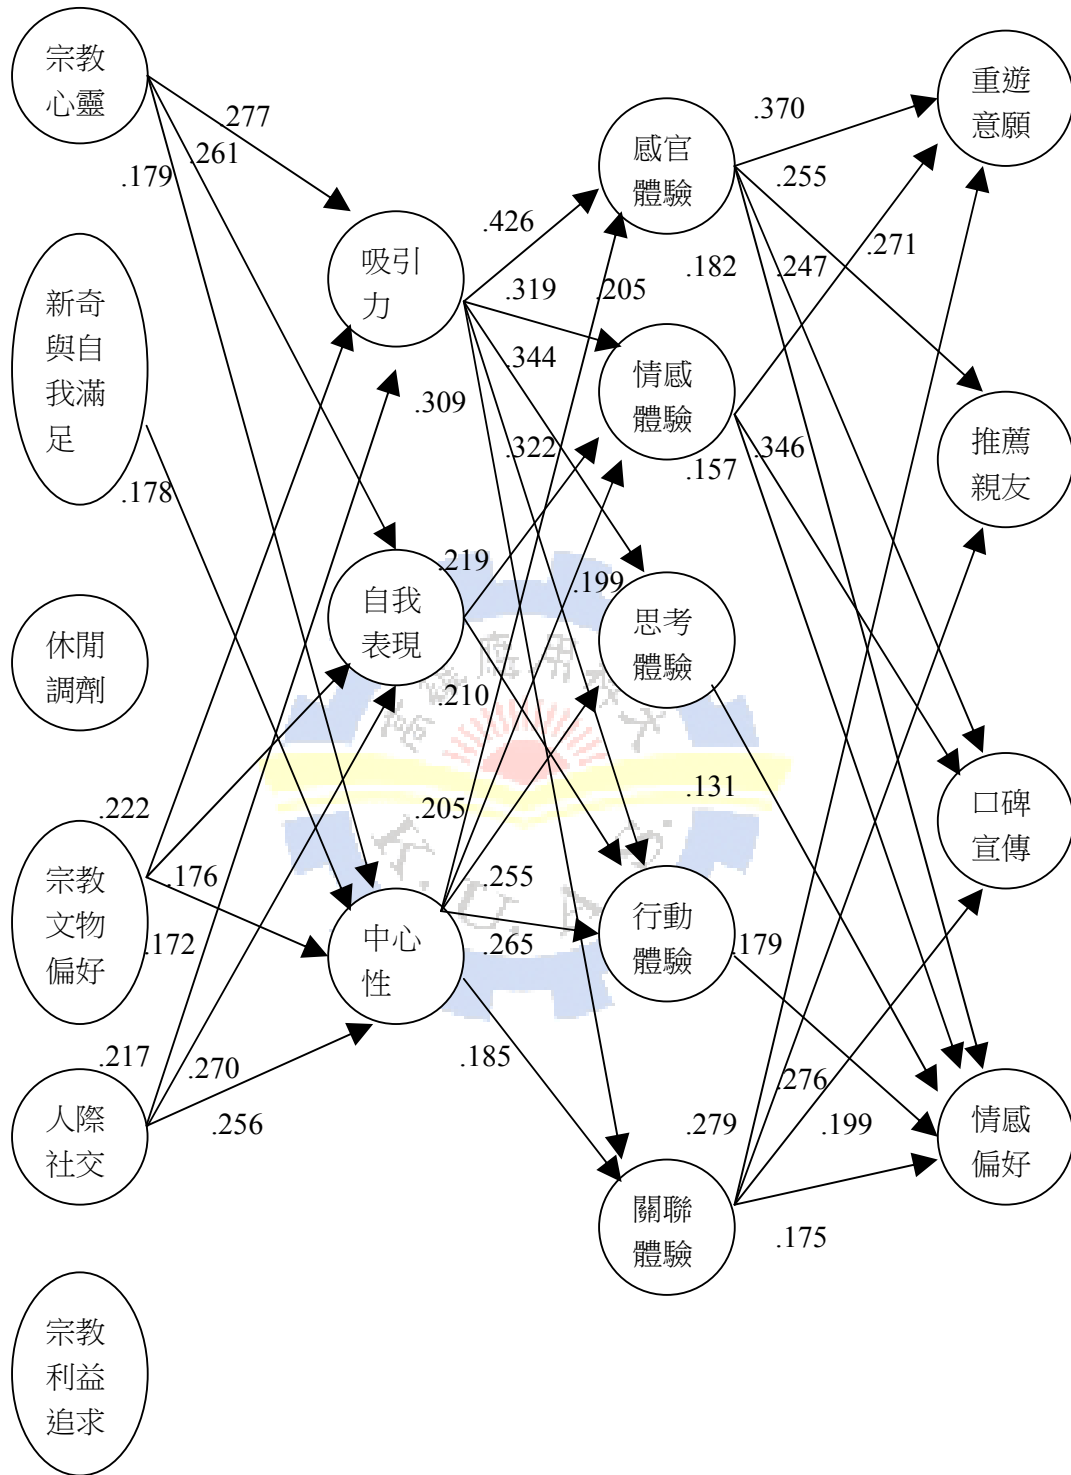 宗教
心靈
新奇
與自
我滿
足
休閒
調劑
宗教
文物
偏好
人際
社交
宗教
利益
追求
.277
.261
.179
.178
.222
.176
.172
.217
.270
.256
吸引
力
自我
表現
中心
性
.426
.319
.205
.344
.309
.322
.219
.199
.210
.205
.255
.265
.185
感官
體驗
情感
體驗
思考
體驗
行動
體驗
關聯
體驗
.370
.255
.271
.182
.247
.346
.157
.131
.179
.276
.279
.199
.175
重遊
意願
推薦
親友
口碑
宣傳
情感
偏好
K.U.A.S.